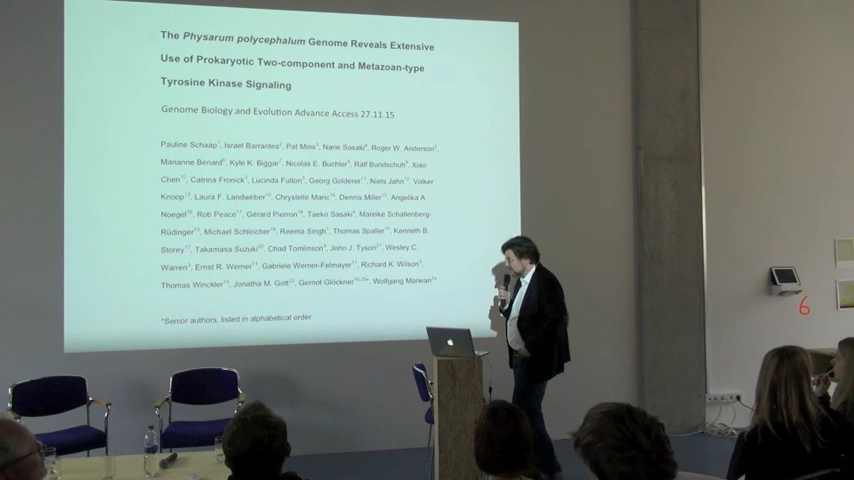 The Physarum polycephalum Genome Reveals Extensive
Use of Prokaryotic Two-component and Metazoan-type
Tyrosine Kinase Signaling
Genome Biology and Evolution Advance Access 27.11.15
Pauline Schaap1, Israel Barrantes2, Pat Minx3, Narie Sasaki4, Roger W. Anderson5,
Marianne Bénard6, Kyle K. Biggar7, Nicolas E. Buchler8, Ralf Bundschuh9, Xiao
Chen10, Catrina Fronick3, Lucinda Fulton3, Georg Golderer11, Niels Jahn12, Volker
Knoop13, Laura F. Landweber10, Chrystelle Maric14, Dennis Miller15, Angelika A.
Noegel16, Rob Peace17, Gérard Pierron14, Taeko Sasaki4, Mareike Schallenberg-
Rüdinger13, Michael Schleicher18, Reema Singh1, Thomas Spaller19, Kenneth B.
Storey17, Takamasa Suzuki20, Chad Tomlinson3, John J. Tyson21, Wesley C.
Warren3, Ernst R. Werner11, Gabriele Werner-Felmayer11, Richard K. Wilson3,
Thomas Winckler19, Jonatha M. Gott22, Gernot Glöckner, Wolfgang Marwan2*
*Senior authors, listed in alphabetical order
6